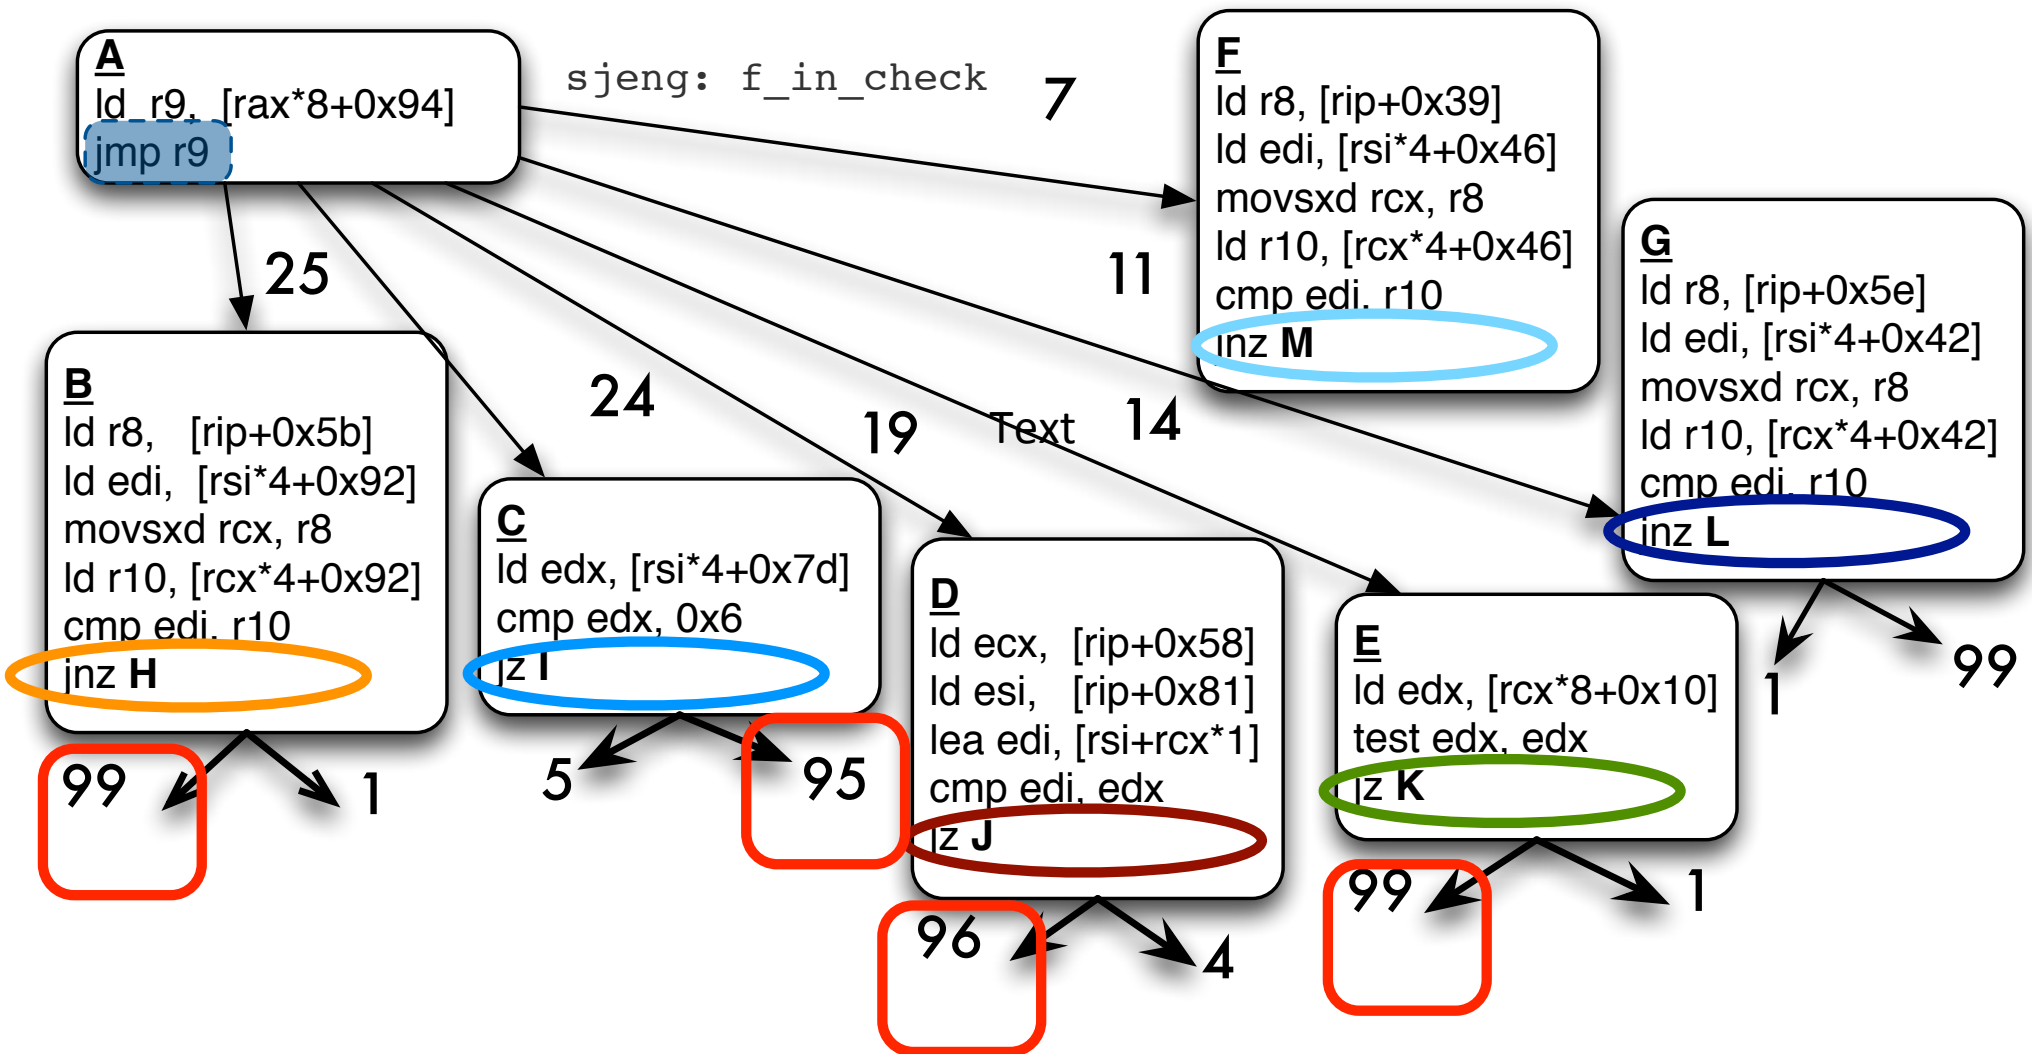 A
ld r9, [rax*8+0x94]
jmp r9
sjeng: f_in_check
7
F
ld r8, [rip+0x39]
ld edi, [rsi*4+0x46]
movsxd rcx, r8
ld r10, [rcx*4+0x46]
cmp edi, r10
jnz M
G
ld r8, [rip+0x5e]
ld edi, [rsi*4+0x42]
movsxd rcx, r8
ld r10, [rcx*4+0x42]
cmp edi, r10
jnz L
25
24
19
Text
14
11
B
ld r8, [rip+0x5b]
ld edi, [rsi*4+0x92]
movsxd rcx, r8
ld r10, [rcx*4+0x92]
cmp edi, r10
jnz H
C
ld edx, [rsi*4+0x7d]
cmp edx, 0x6
jz I
D
ld ecx, [rip+0x58]
ld esi, [rip+0x81]
lea edi, [rsi+rcx*1]
cmp edi, edx
jz J
E
ld edx, [rcx*8+0x10]
test edx, edx
jz K
1
99
99
1
5
95
96
4
99
1